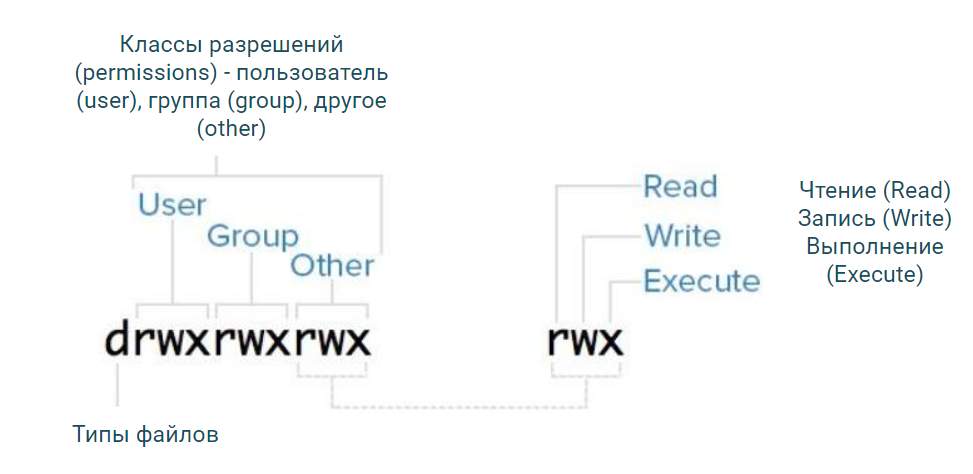 Классы разрешений
(permissions) - пользователь
(user), группа (group), другое
(other)
User
Group
Other
drwxrwxrwx
Типы файлов
Read
Write
Execute
rwx
Чтение (Read)
Запись (Write)
Выполнение
(Execute)